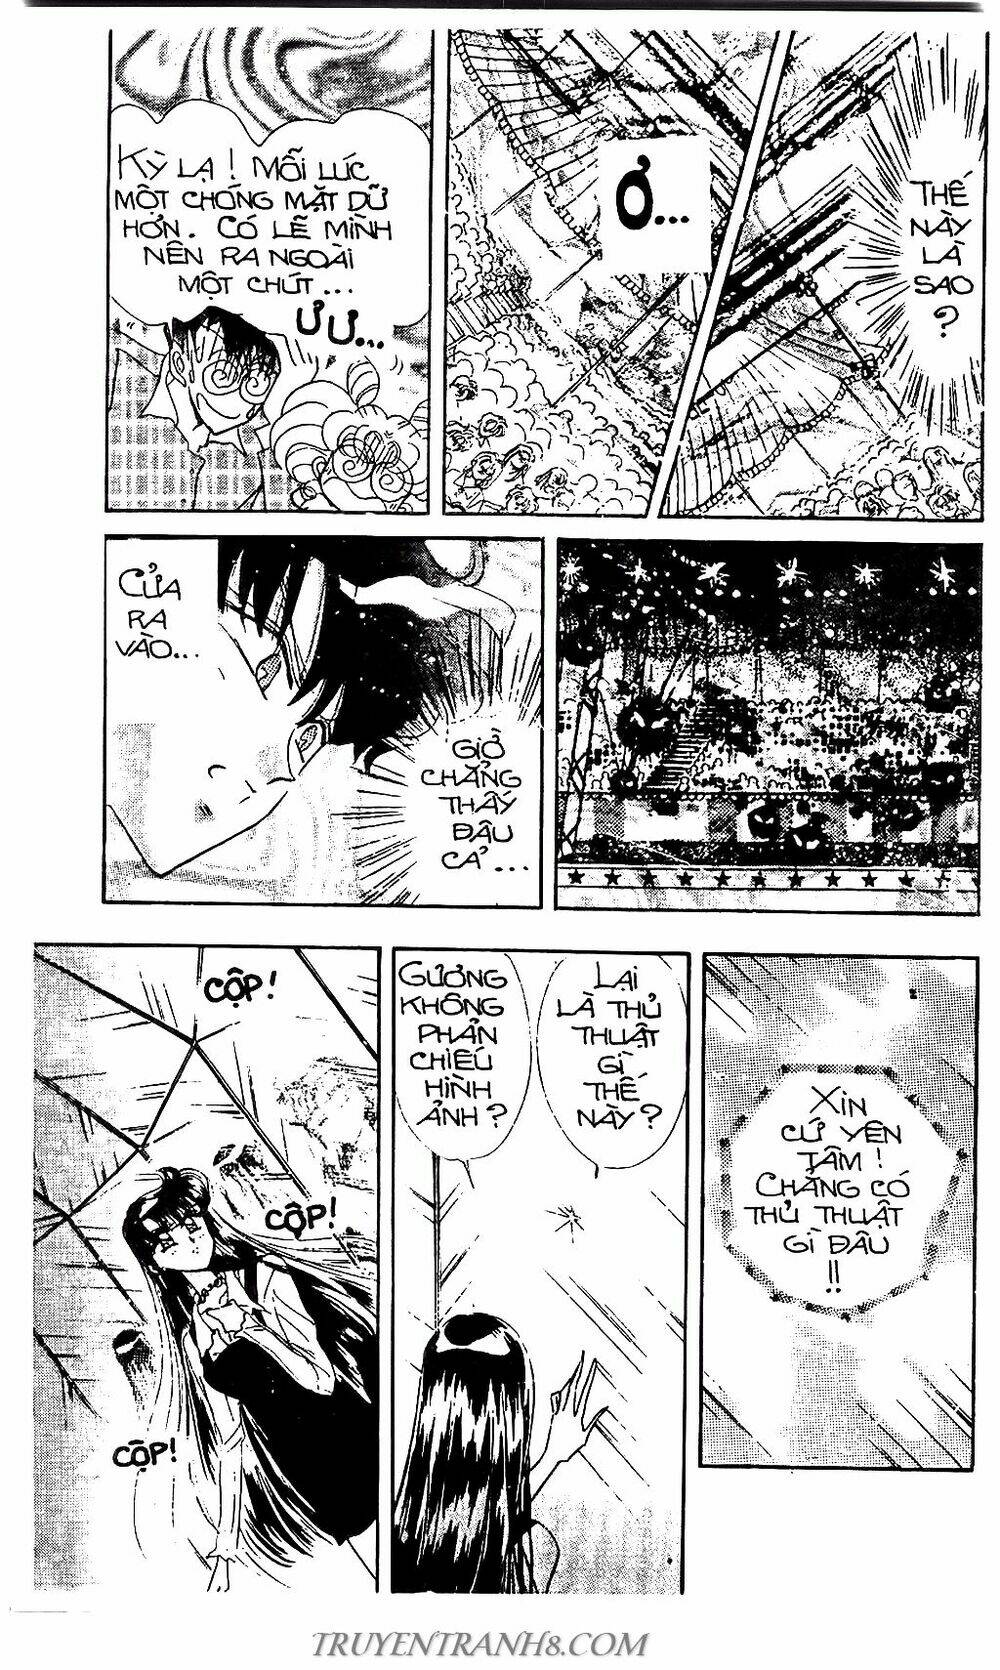 THẾ
NÀY
LÀ
SAO
?
Ở...
KỲ LẠ! MỖI LÚC
MỘT CHÓNG MẶT DỮ
HƠN. CÓ LẼ MÌNH
NÊN RA NGOÀI
MỘT CHÚT...
ƯƯ...
CỬA
RA
VÀO...
GIỜ
CHẲNG
THẤY
ĐÂU
CẢ...
XIN
CỨ YÊN
TÂM!
CHẲNG CÓ
THỦ THUẬT
GÌ ĐÂU
!!
LẠI
LÀ THỦ
THUẬT
GÌ
THẾ
NÀY?
GƯƠNG
KHÔNG
PHẢN
CHIẾU
HÌNH
ẢNH?
CỘP!
CỘP!
CỘP!
TRUYENTRANH8.COM